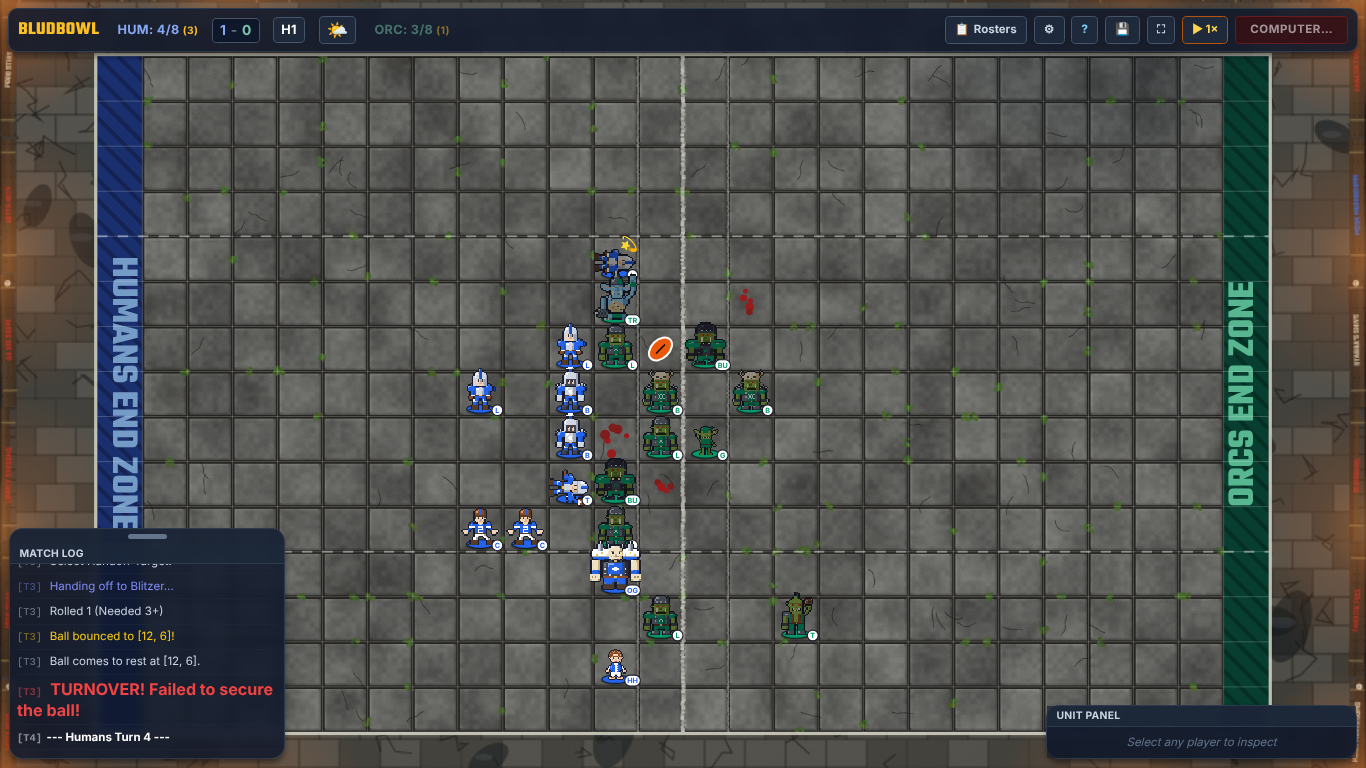 BLUDBOWL
HUM: 4/8 (3)
1 - 0
H1
ORC: 3/8 (1)
Rosters
?
1×
COMPUTER...
HUMANS END ZONE
ORCS END ZONE
TR
L
L
BU
L
B
B
B
B
L
G
T
BU
C
C
OG
L
T
HH
MATCH LOG
[T3] Handing off to Blitzer...
[T3] Rolled 1 (Needed 3+)
[T3] Ball bounced to [12, 6]!
[T3] Ball comes to rest at [12, 6].
[T3] TURNOVER! Failed to secure
the ball!
[T4] --- Humans Turn 4 ---
UNIT PANEL
Select any player to inspect